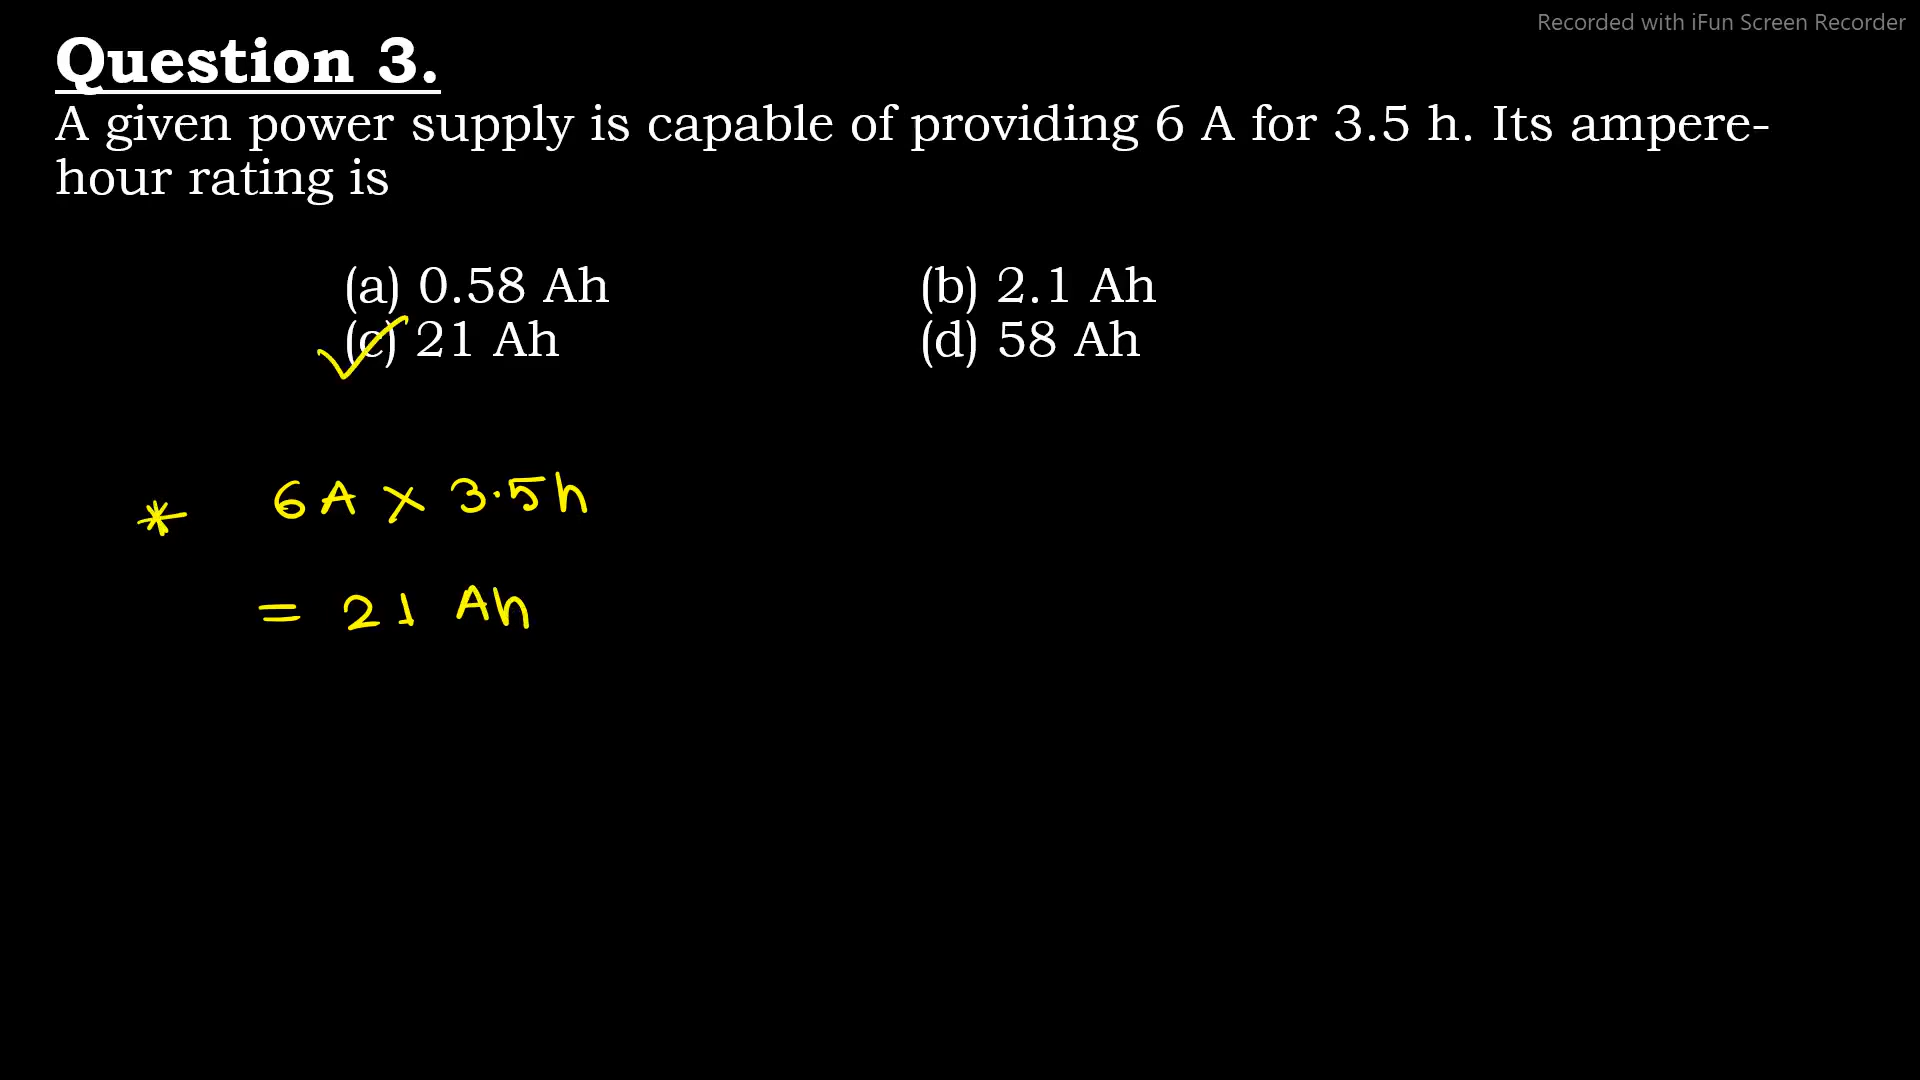 Recorded with iFun Screen Recorder
Question 3.
A given power supply is capable of providing 6 A for 3.5 h. Its ampere-
hour rating is
(a) 0.58 Ah (b) 2.1 Ah
(c) 21 Ah (d) 58 Ah
* 6A × 3.5h
= 21 Ah